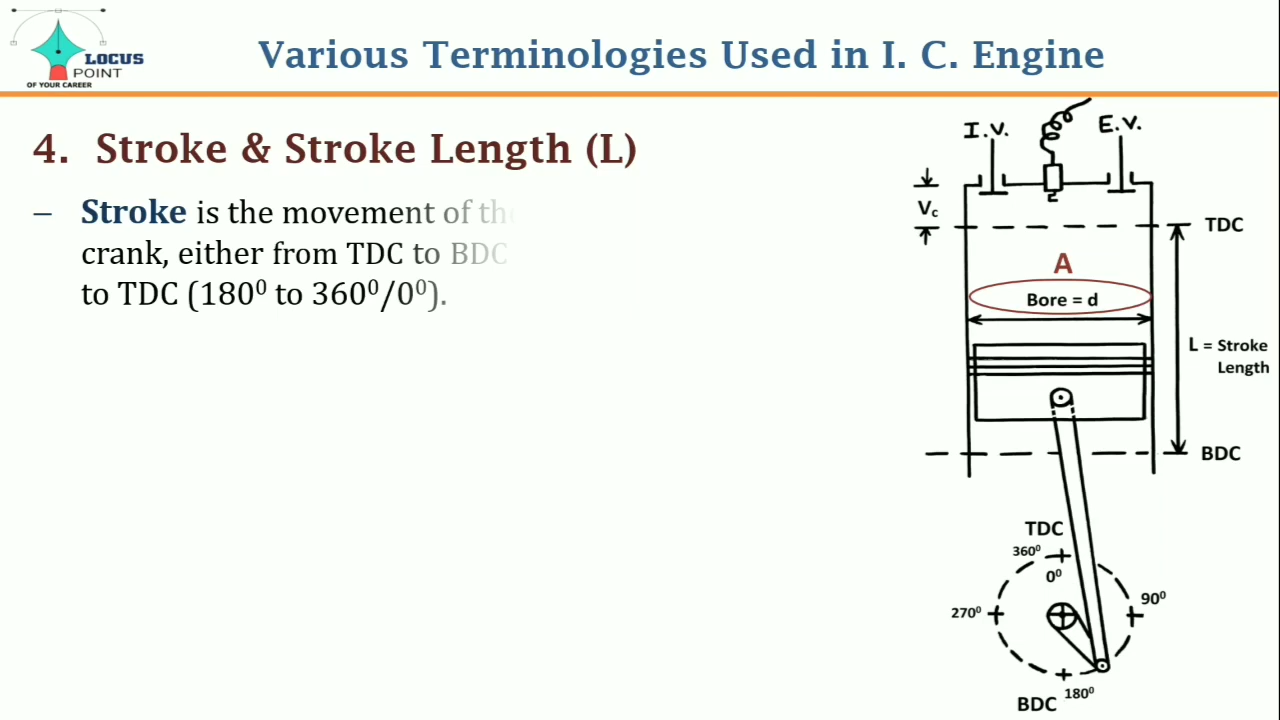 LOCUS
POINT
OF YOUR CAREER
Various Terminologies Used in I. C. Engine
4. Stroke & Stroke Length (L)
– Stroke is the movement of the
crank, either from TDC to BDC
to TDC (180⁰ to 360⁰/0⁰).
I.V.
E.V.
Vc
TDC
A
Bore = d
L = Stroke
Length
BDC
TDC
360⁰
0⁰
90⁰
270⁰
180⁰
BDC